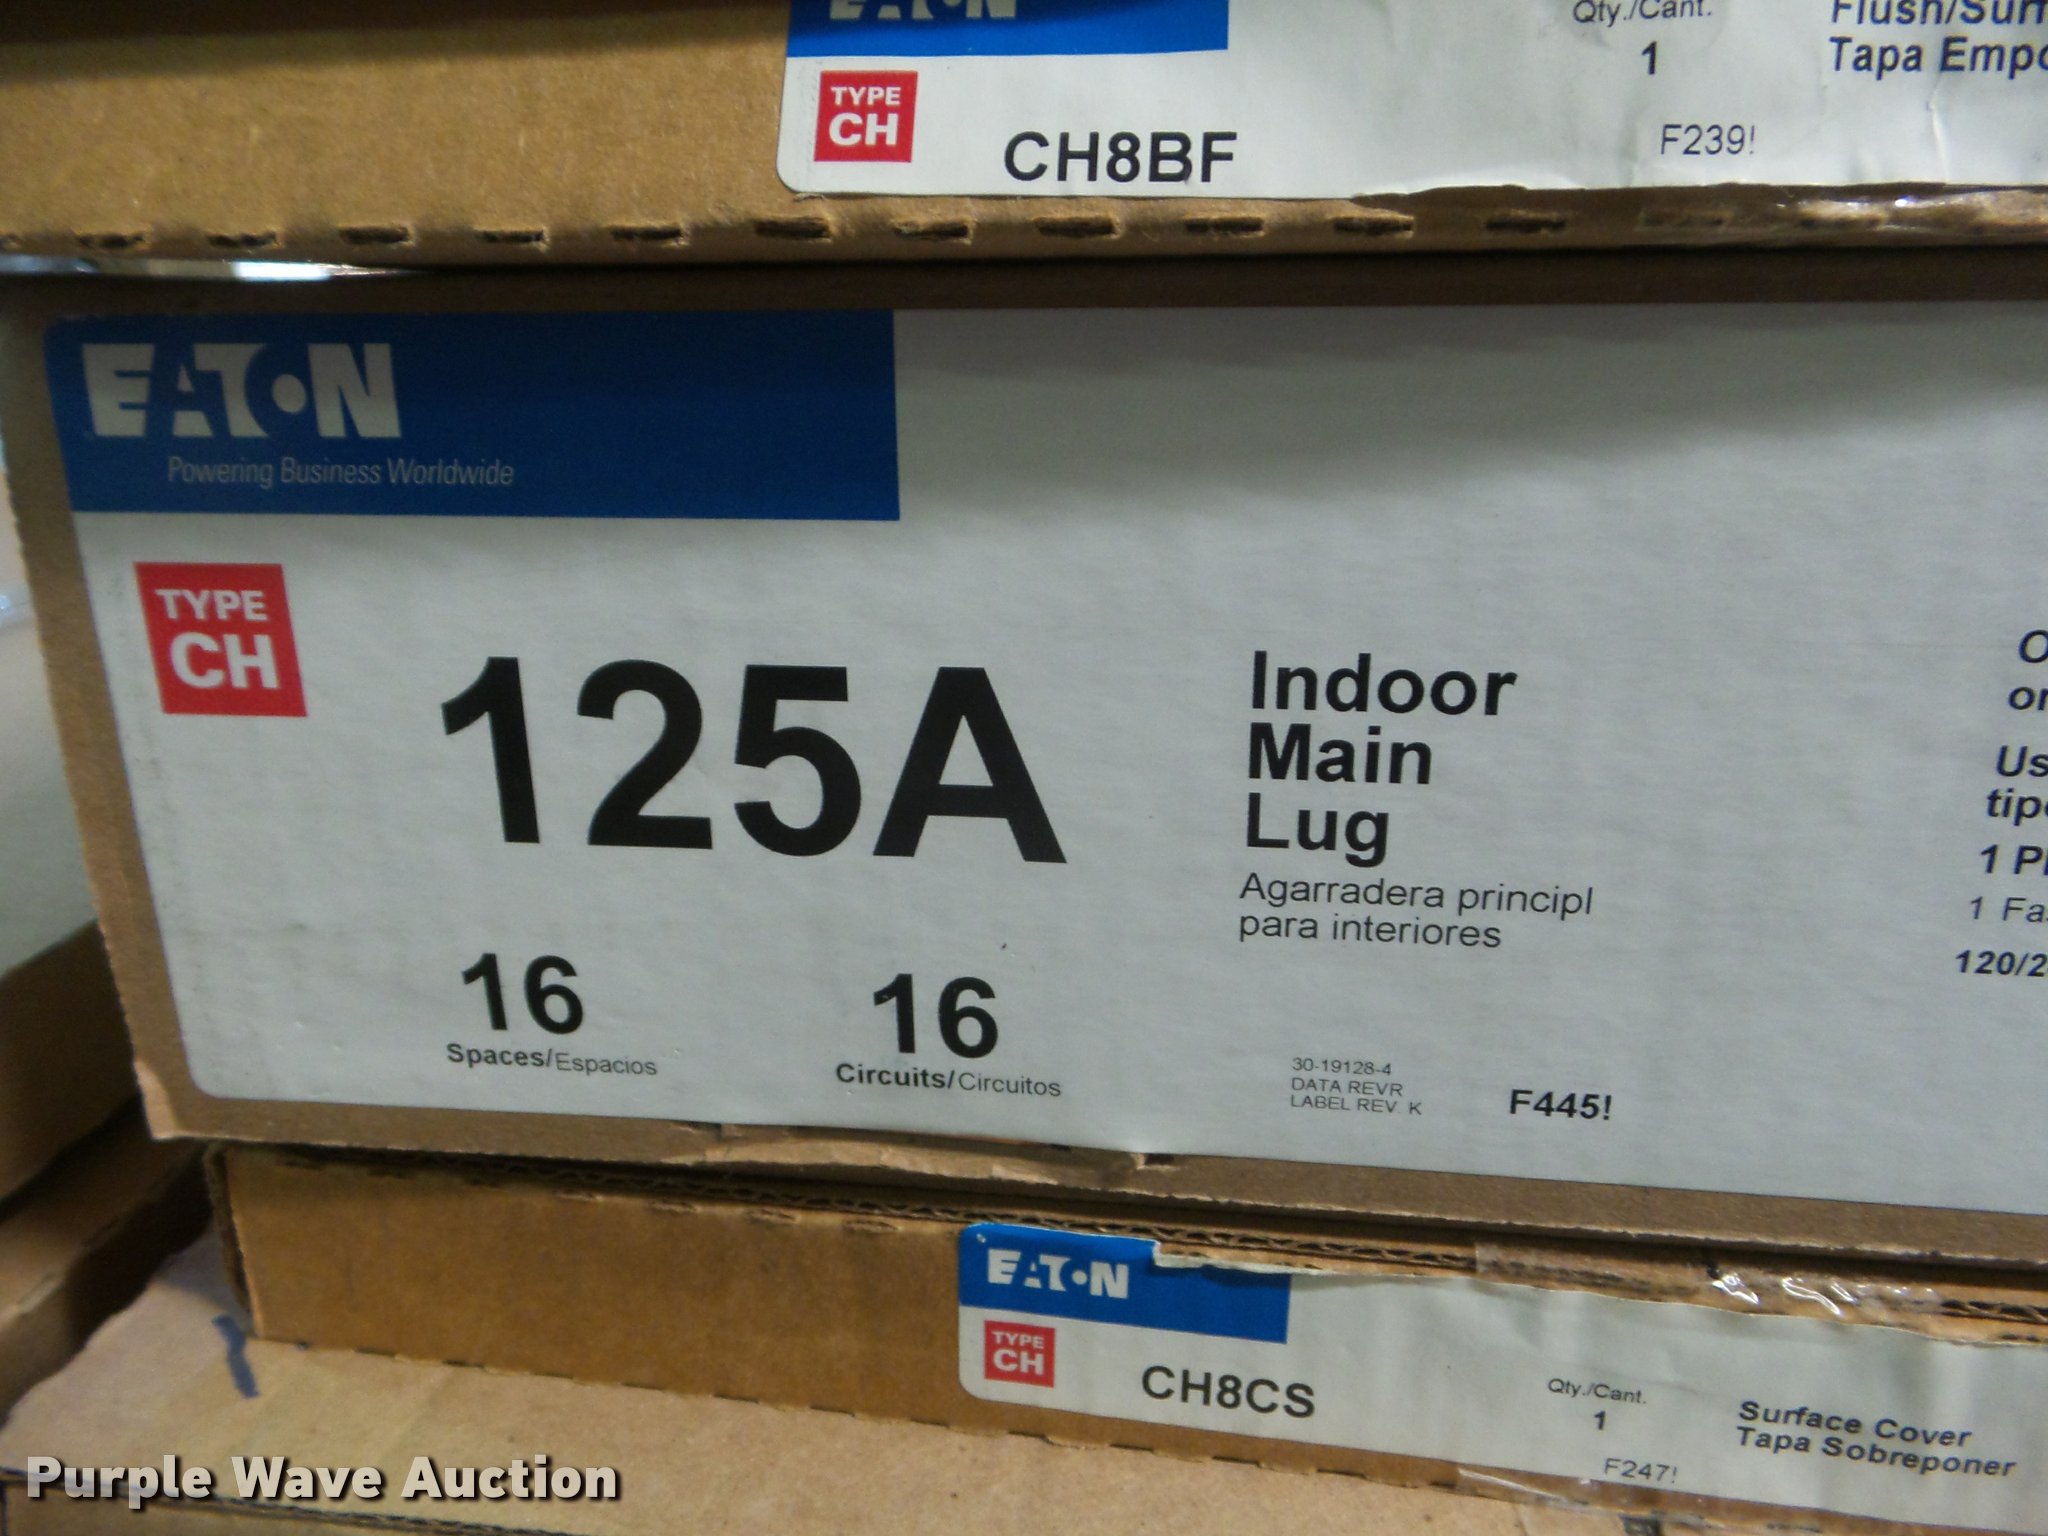 EATON
Qty./Cant.
1
Tapa
TYPE
CH
CH8BF
F239!
EATON
Powering Business Worldwide
TYPE
CH
125A
Indoor
Main
Lug
Agarradera principl
para interiores
16
Spaces/Espacios
16
Circuits/Circuitos
30-19128-4
DATA REVR
LABEL REV. K
F445!
1
1
EATON
TYPE
CH
CH8CS
Qty./Cant.
1
F247!
Surface Cover
Tapa Sobreponer
Purple Wave Auction